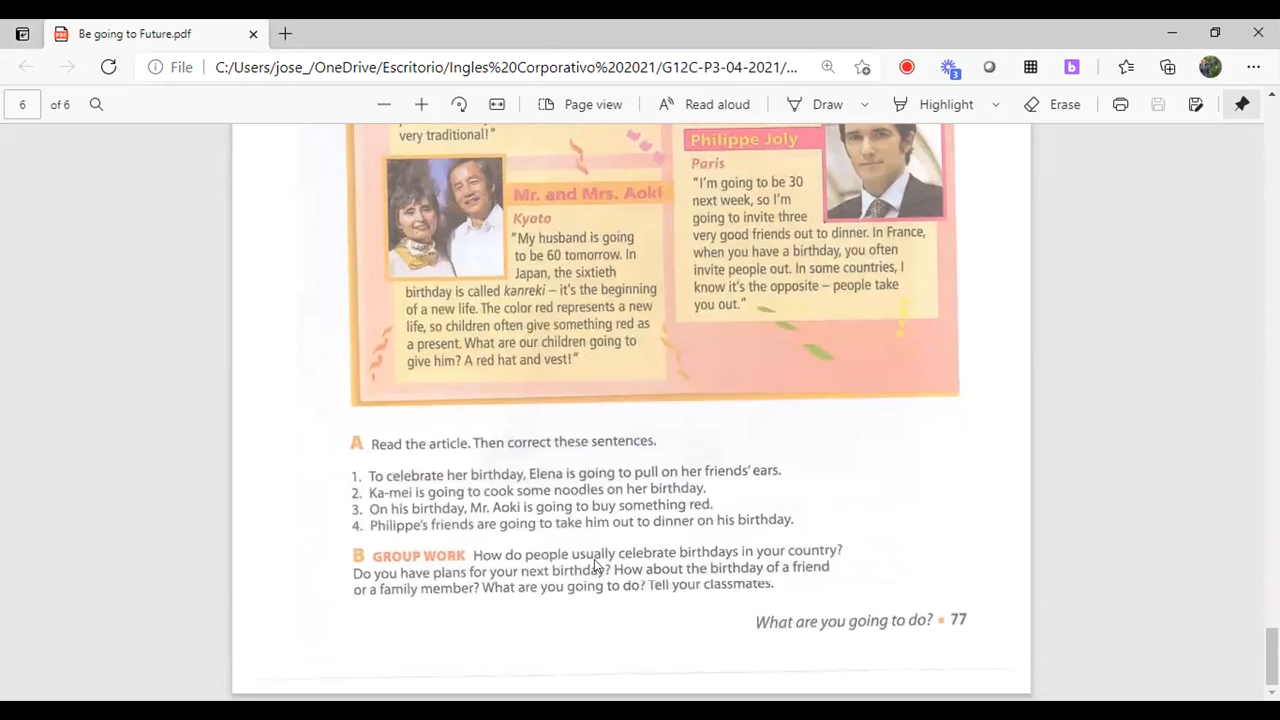 Be going to Future.pdf
File
C:/Users/jose_/OneDrive/Escritorio/Ingles%20Corporativo%202021/G12C-P3-04-2021/...
3
6
of 6
Page view
Read aloud
Draw
Highlight
Erase
very traditional!"
Mr. and Mrs. Aoki
Kyoto
"My husband is going
to be 60 tomorrow. In
Japan, the sixtieth
birthday is called kanreki – it's the beginning
of a new life. The color red represents a new
life, so children often give something red as
a present. What are our children going to
give him? A red hat and vest!"
Philippe Joly
Paris
"I'm going to be 30
next week, so I'm
going to invite three
very good friends out to dinner. In France,
when you have a birthday, you often
invite people out. In some countries, I
know it's the opposite – people take
you out."
A Read the article. Then correct these sentences.
1. To celebrate her birthday, Elena is going to pull on her friends' ears.
2. Ka-mei is going to cook some noodles on her birthday.
3. On his birthday, Mr. Aoki is going to buy something red.
4. Philippe's friends are going to take him out to dinner on his birthday.
B GROUP WORK How do people usually celebrate birthdays in your country?
Do you have plans for your next birthday? How about the birthday of a friend
or a family member? What are you going to do? Tell your classmates.
What are you going to do? ▪ 77